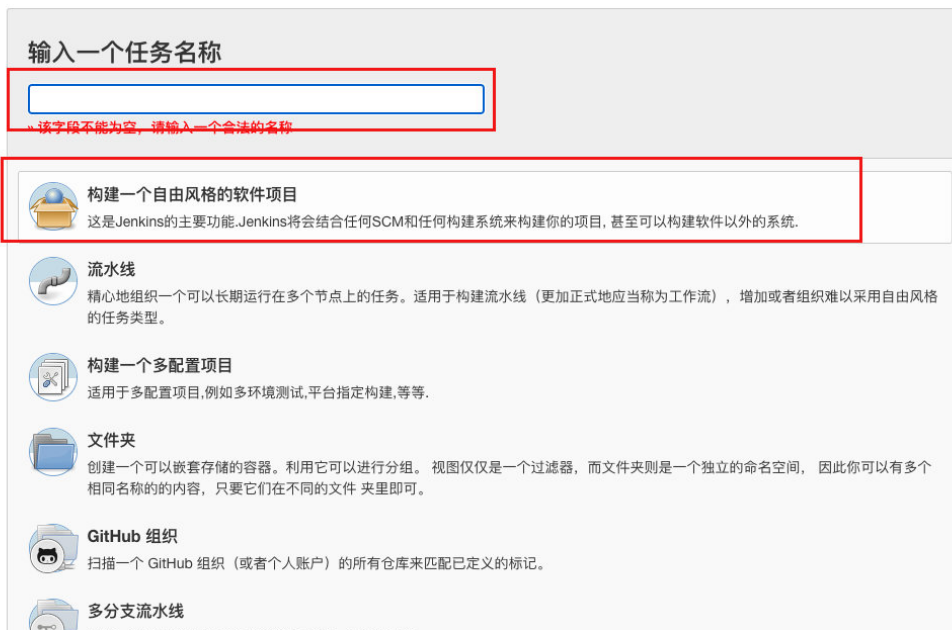 输入一个任务名称
» 该字段不能为空，请输入一个合法的名称
构建一个自由风格的软件项目
这是Jenkins的主要功能.Jenkins将会结合任何SCM和任何构建系统来构建你的项目, 甚至可以构建软件以外的系统.
流水线
精心地组织一个可以长期运行在多个节点上的任务。适用于构建流水线（更加正式地应当称为工作流），增加或者组织难以采用自由风格
的任务类型。
构建一个多配置项目
适用于多配置项目,例如多环境测试,平台指定构建,等等.
文件夹
创建一个可以嵌套存储的容器。利用它可以进行分组。 视图仅仅是一个过滤器，而文件夹则是一个独立的命名空间， 因此你可以有多个
相同名称的的内容，只要它们在不同的文件 夹里即可。
GitHub 组织
扫描一个 GitHub 组织（或者个人账户）的所有仓库来匹配已定义的标记。
多分支流水线